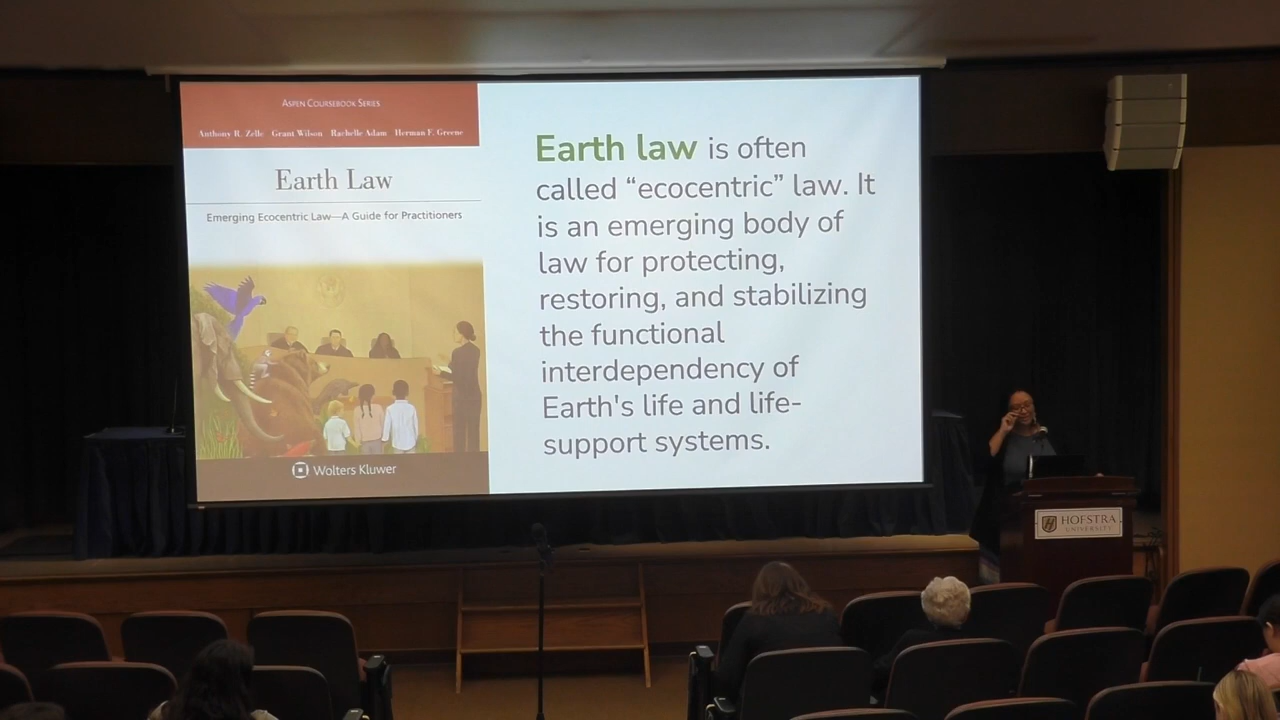 ASPEN COURSEBOOK SERIES
Anthony R. Zelle Grant Wilson Rachelle Adam Herman F. Greene
Earth Law
Emerging Ecocentric Law—A Guide for Practitioners
Wolters Kluwer
Earth law is often
called “ecocentric” law. It
is an emerging body of
law for protecting,
restoring, and stabilizing
the functional
interdependency of
Earth's life and life-
support systems.
HOFSTRA
UNIVERSITY